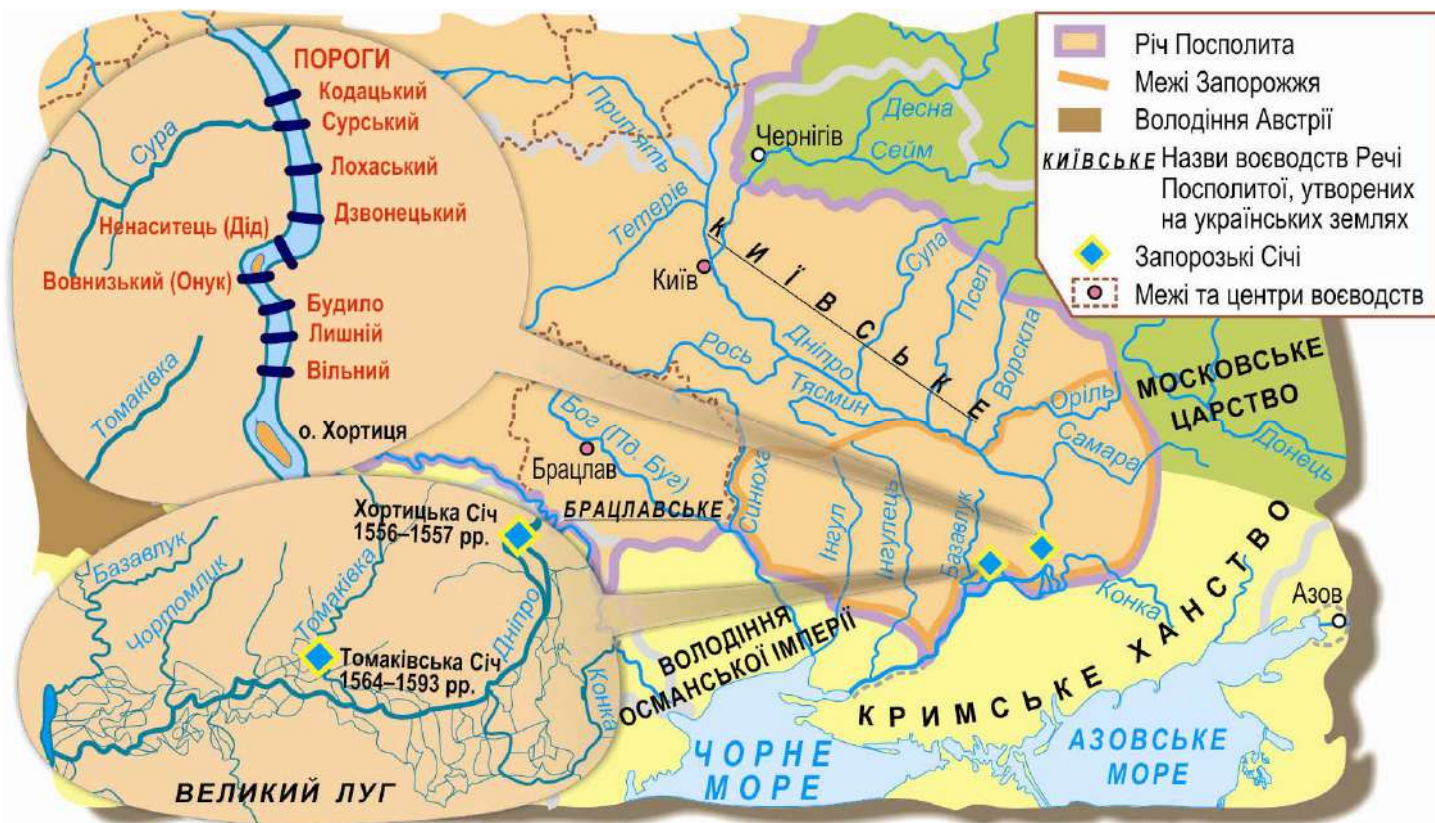 ПОРОГИ
Кодацький
Сурський
Лохаський
Дзвонецький
Ненаситець (Дід)
Вовнизький (Онук)
Будило
Лишній
Вільний
о. Хортиця
Сура
Томаківка
Хортицька Січ
1556–1557 рр.
Базавлук
Чортомлик
Томаківка
Дніпро
Конка
Томаківська Січ
1564–1593 рр.
ВЕЛИКИЙ ЛУГ
Прип'ять
Тетерів
Чернігів
Десна
Сейм
Київ
КИЇВСЬКЕ
Сула
Псел
Ворскла
Рось
Дніпро
Тясмин
Оріль
Самара
Бог (Пд. Буг)
Брацлав
БРАЦЛАВСЬКЕ
Синюха
Інгул
Інгулець
Базавлук
Конка
Донець
МОСКОВСЬКЕ
ЦАРСТВО
ВОЛОДІННЯ
ОСМАНСЬКОЇ ІМПЕРІЇ
КРИМСЬКЕ ХАНСТВО
Азов
ЧОРНЕ
МОРЕ
АЗОВСЬКЕ
МОРЕ
Річ Посполита
Межі Запорожжя
Володіння Австрії
КИЇВСЬКЕ Назви воєводств Речі
Посполитої, утворених
на українських землях
Запорозькі Січі
Межі та центри воєводств